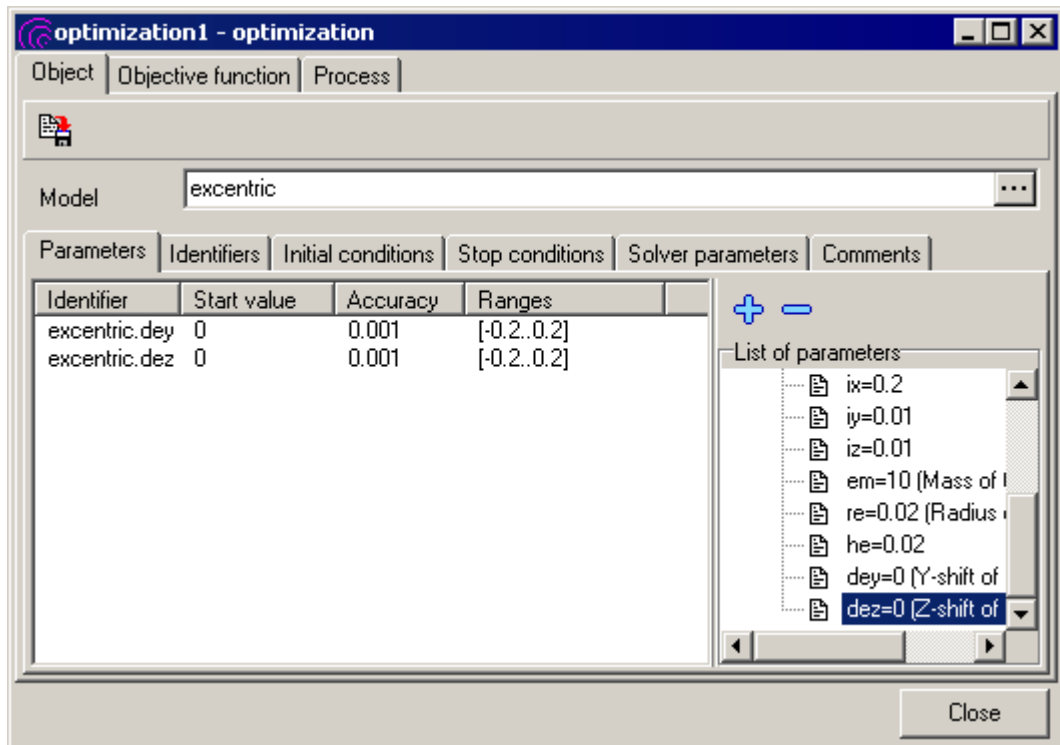 optimization1 - optimization
Object Objective function Process
Model excentric ...
Parameters Identifiers Initial conditions Stop conditions Solver parameters Comments
Identifier Start value Accuracy Ranges
excentric.dey 0 0.001 [-0.2..0.2]
excentric.dez 0 0.001 [-0.2..0.2]
List of parameters
ix=0.2
iy=0.01
iz=0.01
em=10 (Mass of
re=0.02 (Radius
he=0.02
dey=0 (Y-shift of
dez=0 (Z-shift of
Close